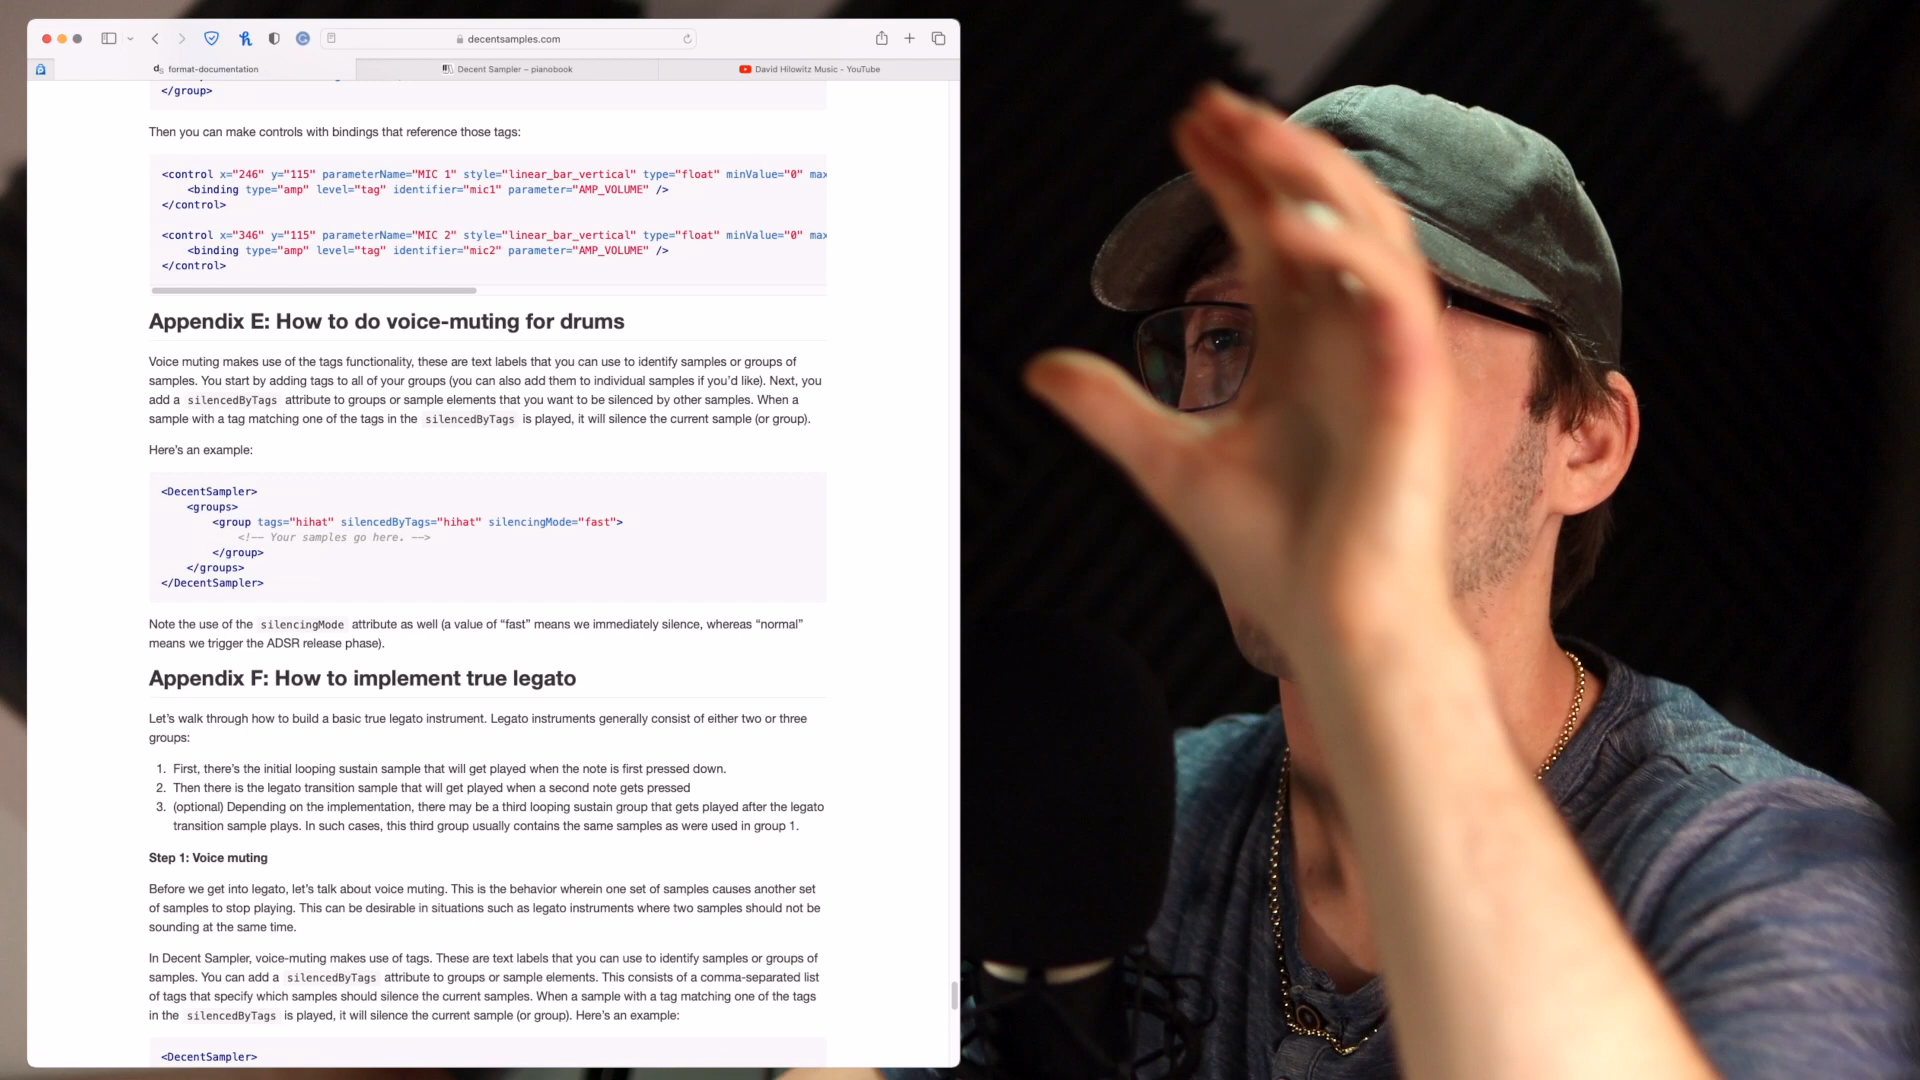 decentsamples.com
format-documentation
Decent Sampler – pianobook
David Hilowitz Music - YouTube
</group>
Then you can make controls with bindings that reference those tags:
<control x="246" y="115" parameterName="MIC 1" style="linear_bar_vertical" type="float" minValue="0" max
<binding type="amp" level="tag" identifier="mic1" parameter="AMP_VOLUME" />
</control>
<control x="346" y="115" parameterName="MIC 2" style="linear_bar_vertical" type="float" minValue="0" max
<binding type="amp" level="tag" identifier="mic2" parameter="AMP_VOLUME" />
</control>
Appendix E: How to do voice-muting for drums
Voice muting makes use of the tags functionality, these are text labels that you can use to identify samples or groups of
samples. You start by adding tags to all of your groups (you can also add them to individual samples if you’d like). Next, you
add a silencedByTags attribute to groups or sample elements that you want to be silenced by other samples. When a
sample with a tag matching one of the tags in the silencedByTags is played, it will silence the current sample (or group).
Here’s an example:
<DecentSampler>
<groups>
<group tags="hihat" silencedByTags="hihat" silencingMode="fast">
<!-- Your samples go here. -->
</group>
</groups>
</DecentSampler>
Note the use of the silencingMode attribute as well (a value of “fast” means we immediately silence, whereas “normal”
means we trigger the ADSR release phase).
Appendix F: How to implement true legato
Let’s walk through how to build a basic true legato instrument. Legato instruments generally consist of either two or three
groups:
1. First, there’s the initial looping sustain sample that will get played when the note is first pressed down.
2. Then there is the legato transition sample that will get played when a second note gets pressed
3. (optional) Depending on the implementation, there may be a third looping sustain group that gets played after the legato
transition sample plays. In such cases, this third group usually contains the same samples as were used in group 1.
Step 1: Voice muting
Before we get into legato, let’s talk about voice muting. This is the behavior wherein one set of samples causes another set
of samples to stop playing. This can be desirable in situations such as legato instruments where two samples should not be
sounding at the same time.
In Decent Sampler, voice-muting makes use of tags. These are text labels that you can use to identify samples or groups of
samples. You can add a silencedByTags attribute to groups or sample elements. This consists of a comma-separated list
of tags that specify which samples should silence the current samples. When a sample with a tag matching one of the tags
in the silencedByTags is played, it will silence the current sample (or group). Here’s an example:
<DecentSampler>